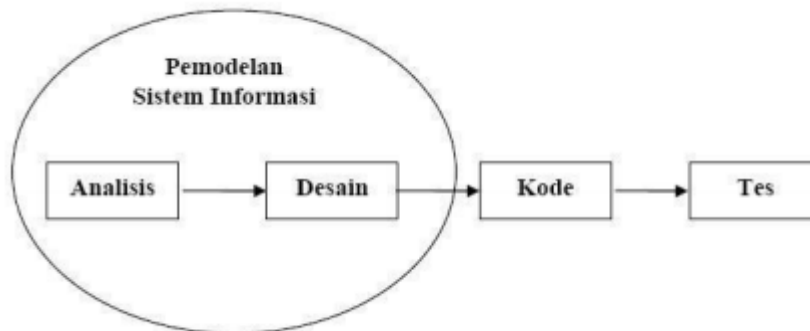 Pemodelan
Sistem Informasi
Analisis
Desain
Kode
Tes